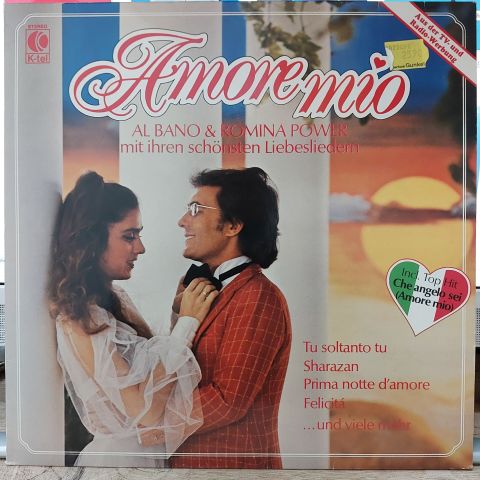 STEREO
K-tel
Amore mio
Aus der TV- und
Radio-Werbung
AL BANO & ROMINA POWER
mit ihren schönsten Liebesliedern
Incl. Top Hit
Che angelo sei
(Amore mio)
Tu soltanto tu
Sharazan
Prima notte d'amore
Felicitá
...und viele mehr